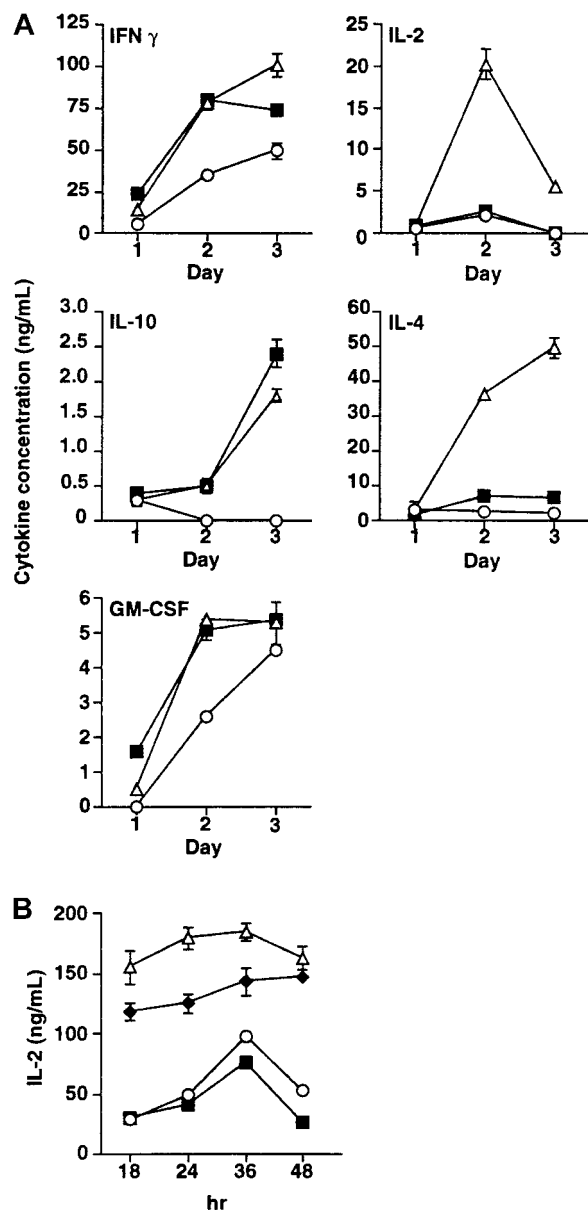 A
IFN γ
125
100
75
50
25
0
1 2 3
Day
IL-2
25
20
15
10
5
0
1 2 3
Day
Cytokine concentration (ng/mL)
IL-10
3.0
2.5
2.0
1.5
1.0
0.5
0
1 2 3
IL-4
60
50
40
30
20
10
0
1 2 3
GM-CSF
6
5
4
3
2
1
0
1 2 3
Day
B
IL-2 (ng/mL)
200
150
100
50
0
18 24 36 48
hr